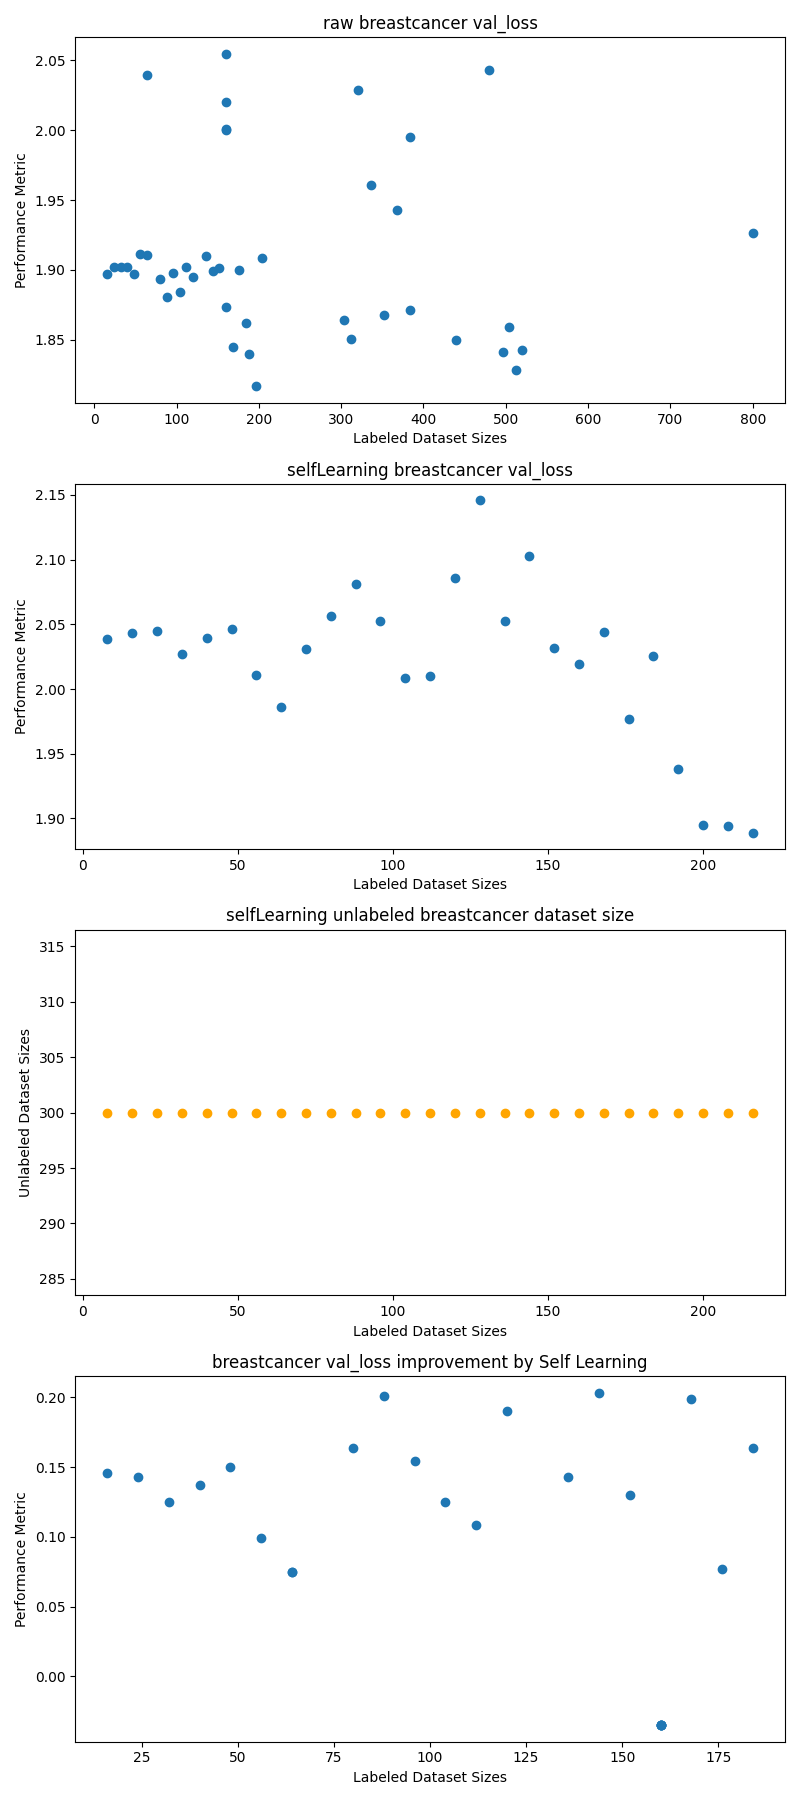 raw breastcancer val_loss
2.05
2.00
1.95
1.90
1.85
Performance Metric
0 100 200 300 400 500 600 700 800
Labeled Dataset Sizes
selfLearning breastcancer val_loss
2.15
2.10
2.05
2.00
1.95
1.90
Performance Metric
0 50 100 150 200
Labeled Dataset Sizes
selfLearning unlabeled breastcancer dataset size
315
310
305
300
295
290
285
Unlabeled Dataset Sizes
0 50 100 150 200
Labeled Dataset Sizes
breastcancer val_loss improvement by Self Learning
0.20
0.15
0.10
0.05
0.00
Performance Metric
25 50 75 100 125 150 175
Labeled Dataset Sizes